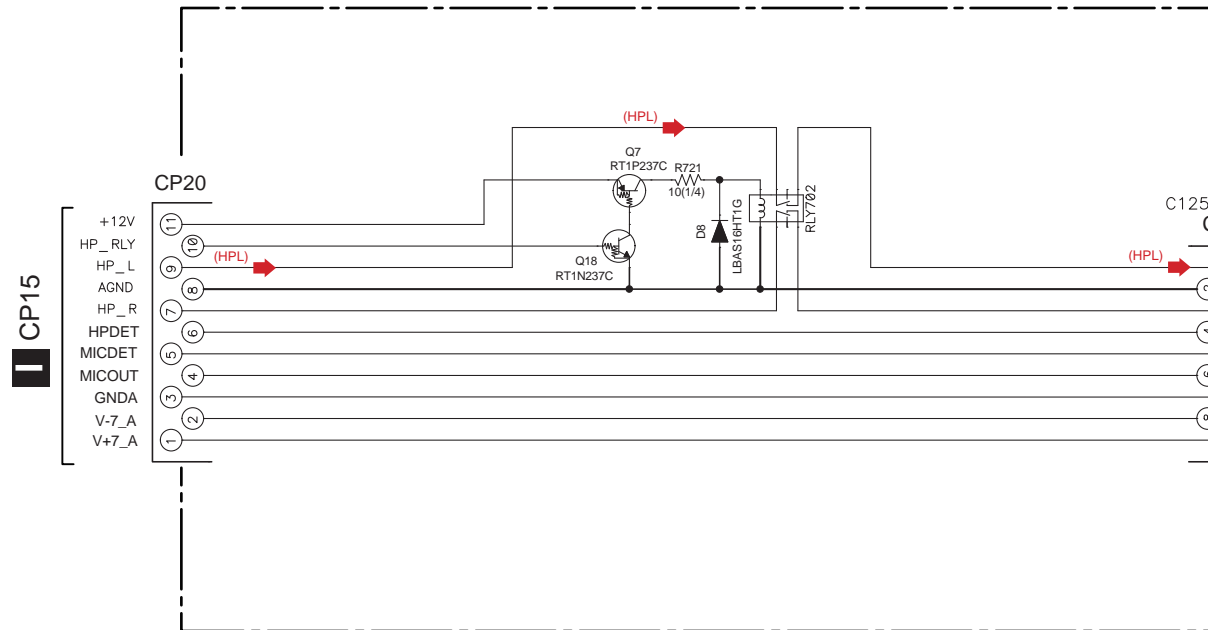 (HPL)
Q7
RT1P237C
R721
10(1/4)
CP20
RLY702
C125
+12V
11
D8
LBAS16HT1G
HP_RLY
10
(HPL)
Q18
RT1N237C
(HPL)
HP_L
9
AGND
8
HP_R
7
CP15
I
HPDET
6
MICDET
5
MICOUT
4
GNDA
3
V-7_A
2
V+7_A
1